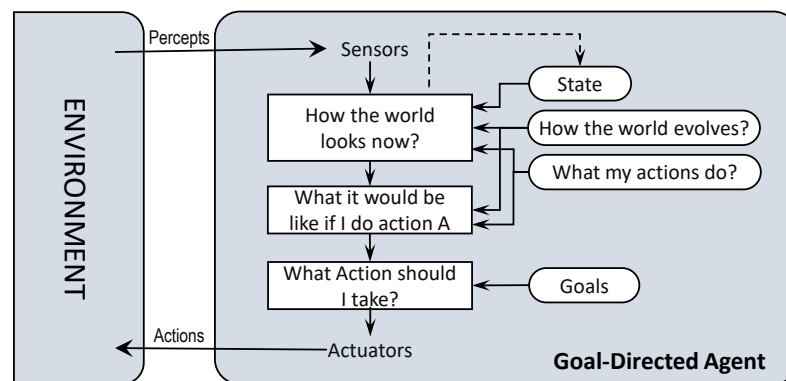 Percepts
Sensors
State
How the world
looks now?
How the world evolves?
What my actions do?
What it would be
like if I do action A
What Action should
I take?
Goals
ENVIRONMENT
Actions
Actuators
Goal-Directed Agent